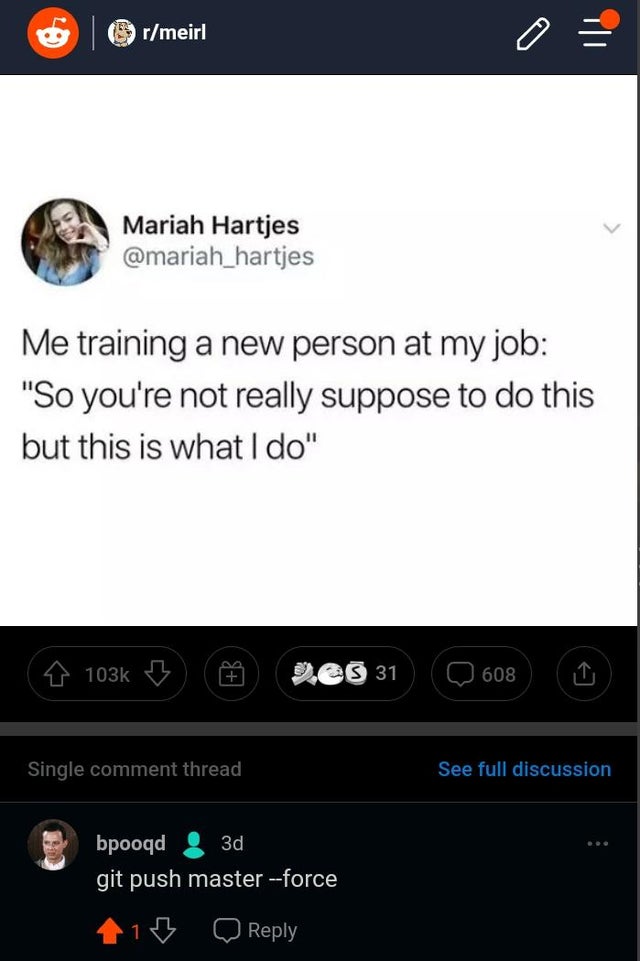 r/meirl
Mariah Hartjes
@mariah_hartjes
Me training a new person at my job:
"So you're not really suppose to do this
but this is what I do"
103k
31
608
Single comment thread
See full discussion
bpooqd 3d
git push master --force
1 Reply